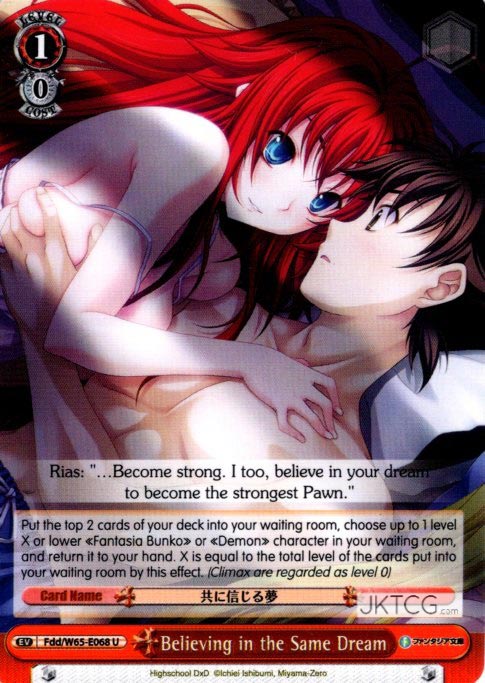 LEVEL
1
0
COST
Rias: "…Become strong. I too, believe in your dream
to become the strongest Pawn."
Put the top 2 cards of your deck into your waiting room, choose up to 1 level
X or lower «Fantasia Bunko» or «Demon» character in your waiting room,
and return it to your hand. X is equal to the total level of the cards put into
your waiting room by this effect. (Climax are regarded as level 0)
Card Name
共に信じる夢
JKTCG.com
EV Fdd/W65-E068 U
Believing in the Same Dream
ファンタジア文庫
Highschool DxD ©Ichiei Ishibumi, Miyama-Zero